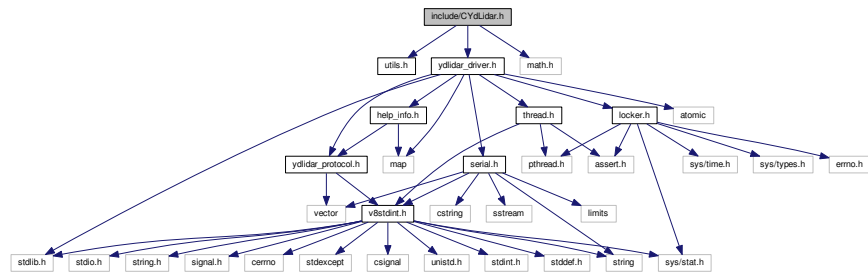 include/CYdLidar.h
utils.h
ydlidar_driver.h
math.h
help_info.h
thread.h
locker.h
atomic
ydlidar_protocol.h
map
serial.h
pthread.h
assert.h
sys/time.h
sys/types.h
errno.h
vector
v8stdint.h
cstring
sstream
limits
stdlib.h
stdio.h
string.h
signal.h
cerrno
stdexcept
csignal
unistd.h
stdint.h
stddef.h
string
sys/stat.h